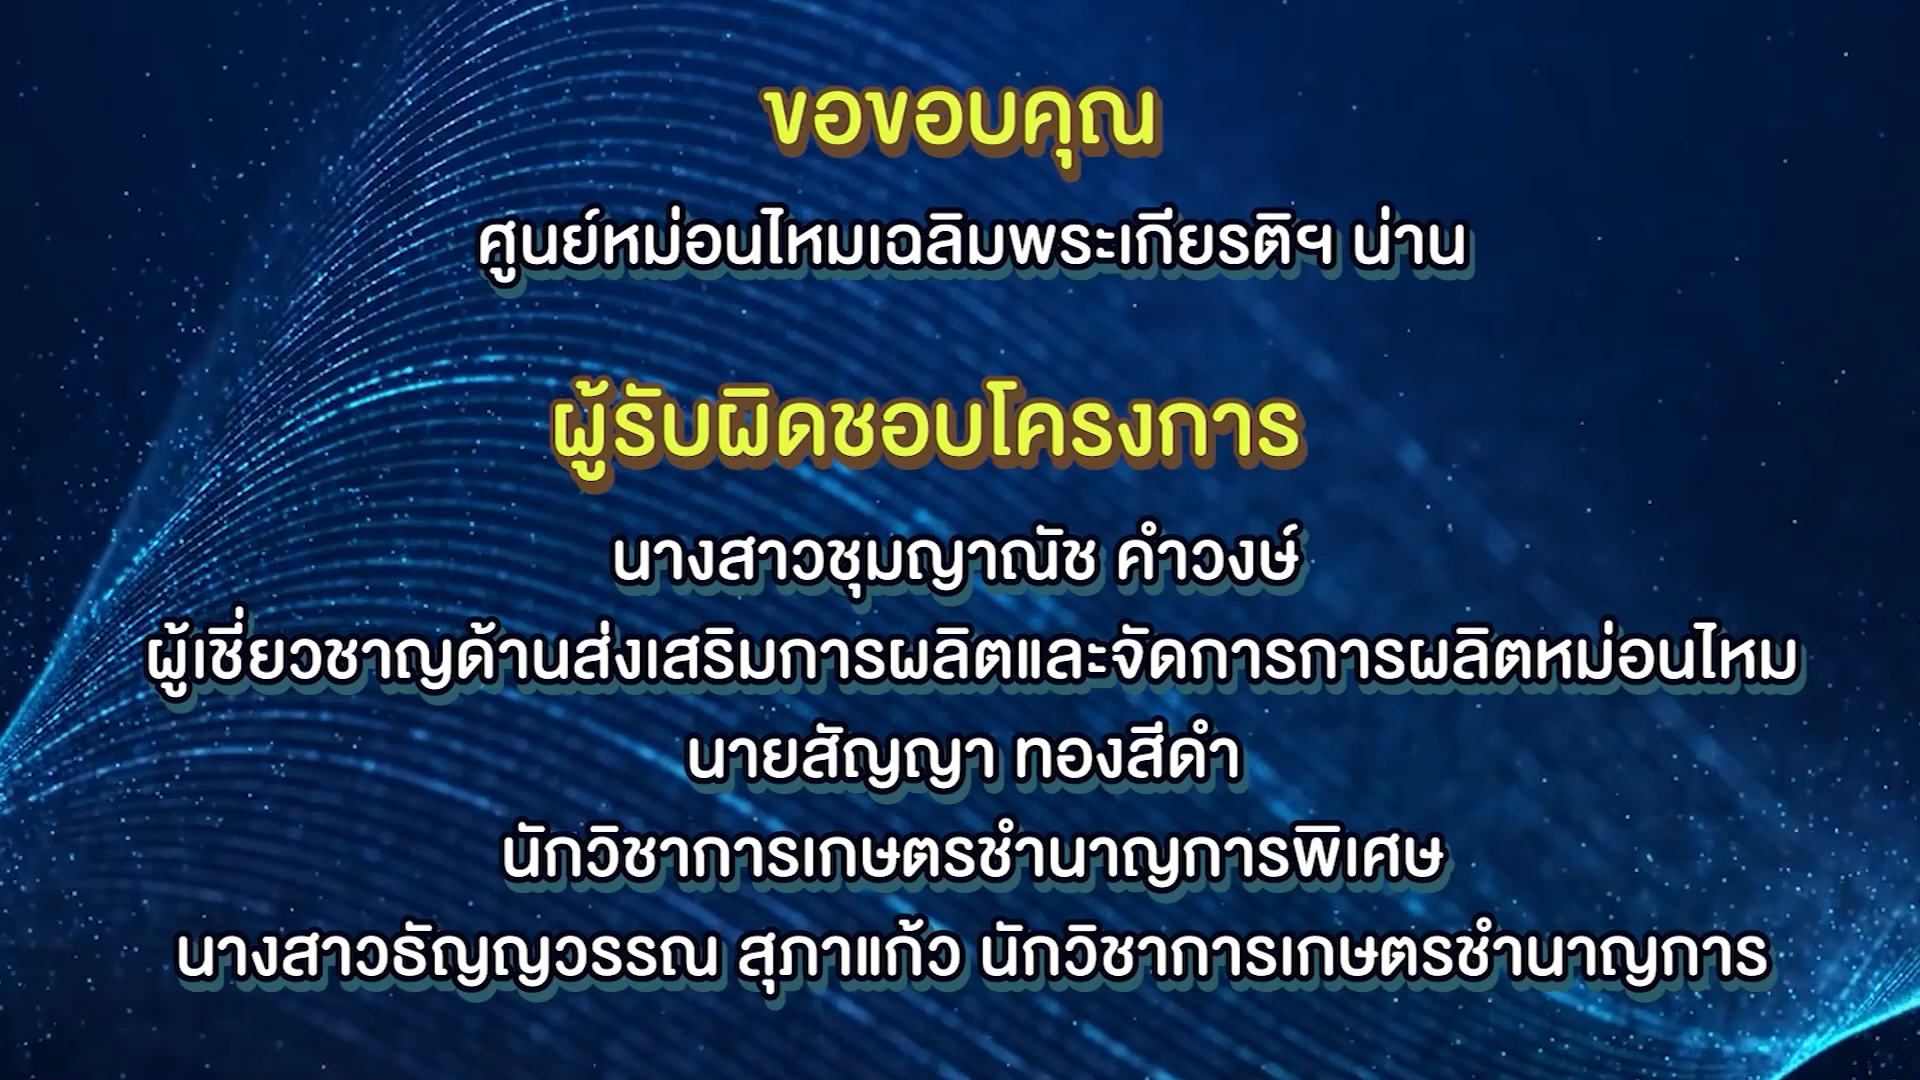 ขอขอบคุณ
ศูนย์หม่อนไหมเฉลิมพระเกียรติฯ น่าน
ผู้รับผิดชอบโครงการ
นางสาวชุมญาณัช คำวงษ์
ผู้เชี่ยวชาญด้านส่งเสริมการผลิตและจัดการการผลิตหม่อนไหม
นายสัญญา ทองสีดำ
นักวิชาการเกษตรชำนาญการพิเศษ
นางสาวธัญญวรรณ สุภาแก้ว นักวิชาการเกษตรชำนาญการ